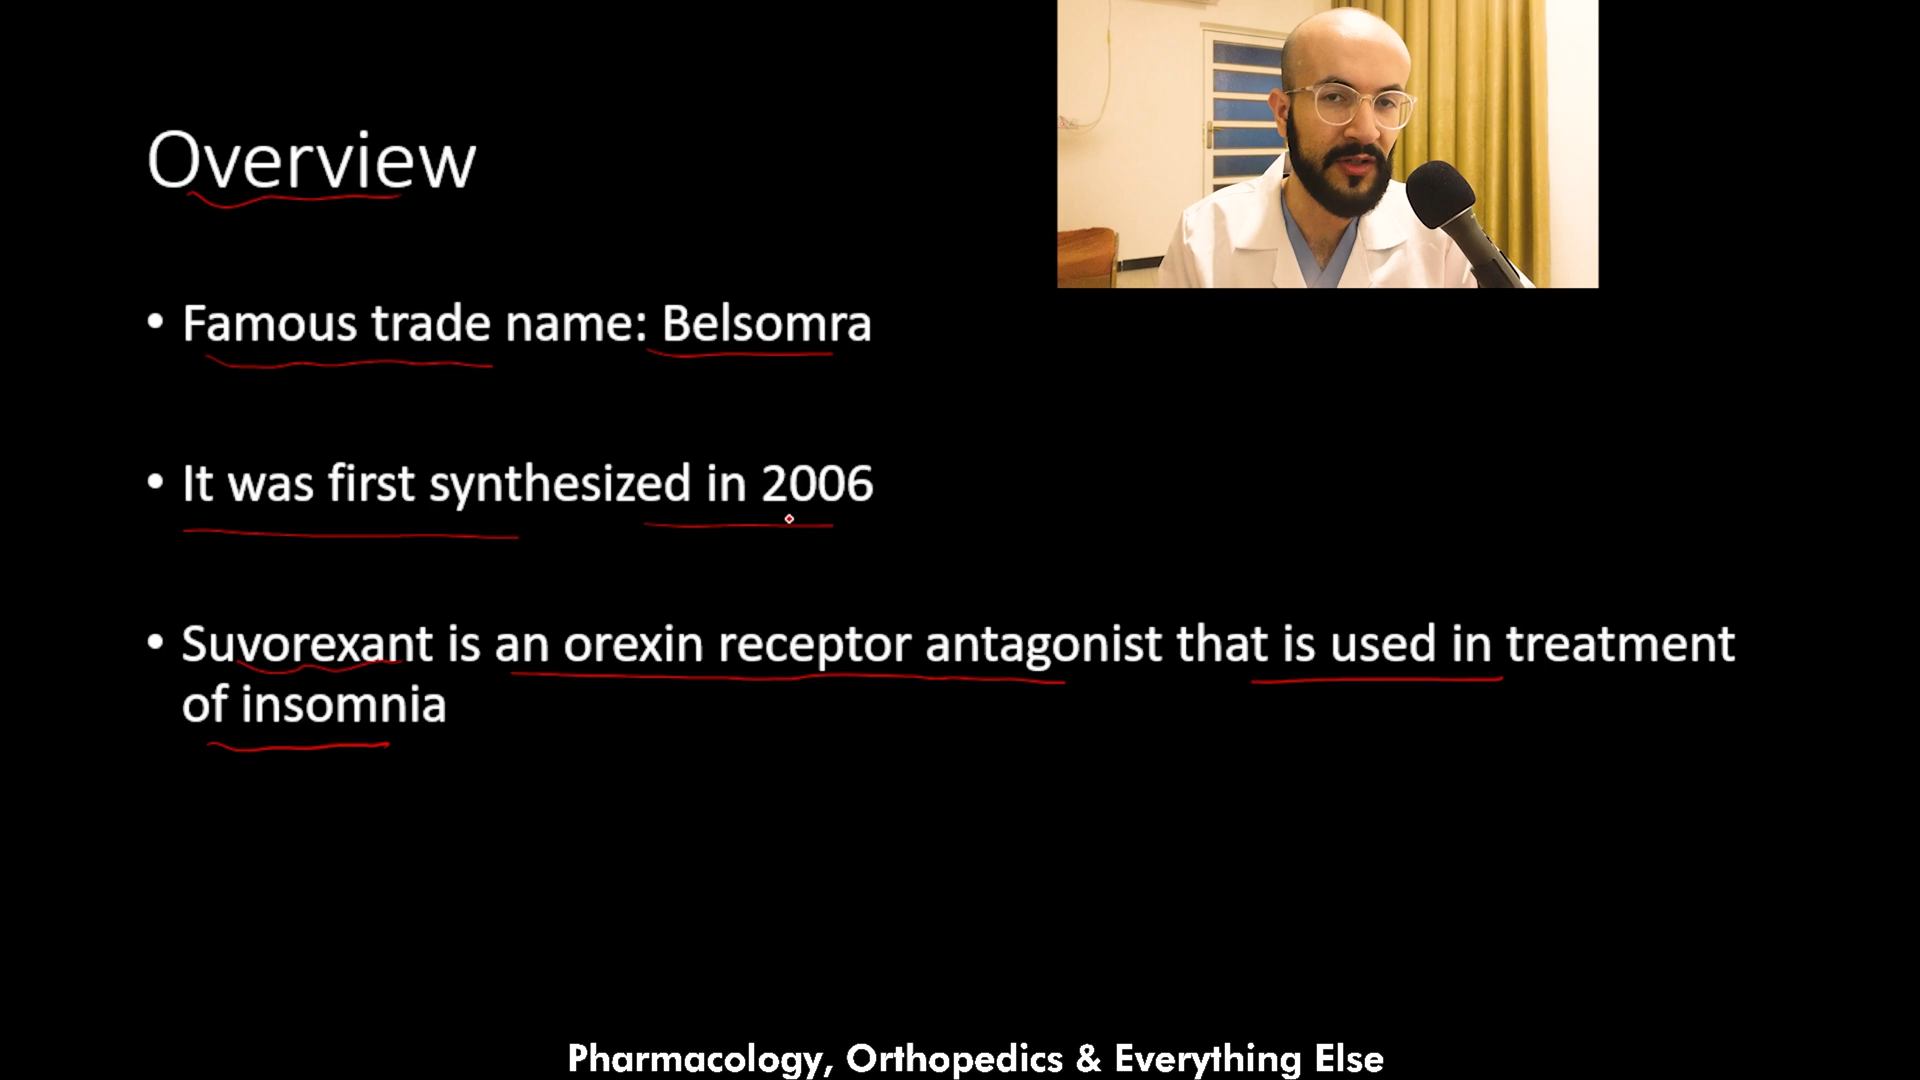 Overview
• Famous trade name: Belsomra
• It was first synthesized in 2006
• Suvorexant is an orexin receptor antagonist that is used in treatment
of insomnia
Pharmacology, Orthopedics & Everything Else